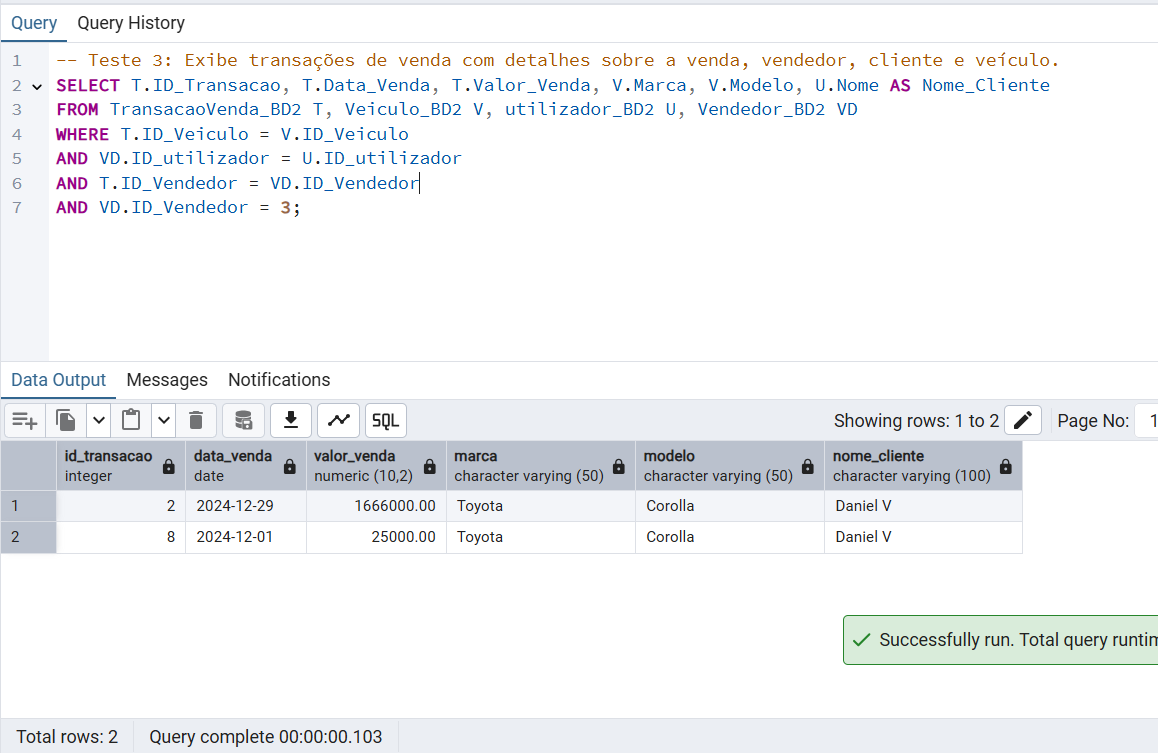 Query Query History
1 -- Teste 3: Exibe transações de venda com detalhes sobre a venda, vendedor, cliente e veículo.
2 SELECT T.ID_Transacao, T.Data_Venda, T.Valor_Venda, V.Marca, V.Modelo, U.Nome AS Nome_Cliente
3 FROM TransacaoVenda_BD2 T, Veiculo_BD2 V, utilizador_BD2 U, Vendedor_BD2 VD
4 WHERE T.ID_Veiculo = V.ID_Veiculo
5 AND VD.ID_utilizador = U.ID_utilizador
6 AND T.ID_Vendedor = VD.ID_Vendedor
7 AND VD.ID_Vendedor = 3;
Data Output Messages Notifications
SQL Showing rows: 1 to 2 Page No: 1
id_transacao data_venda valor_venda marca modelo nome_cliente
integer date numeric (10,2) character varying (50) character varying (50) character varying (100)
1 2 2024-12-29 1666000.00 Toyota Corolla Daniel V
2 8 2024-12-01 25000.00 Toyota Corolla Daniel V
Successfully run. Total query runtim
Total rows: 2 Query complete 00:00:00.103